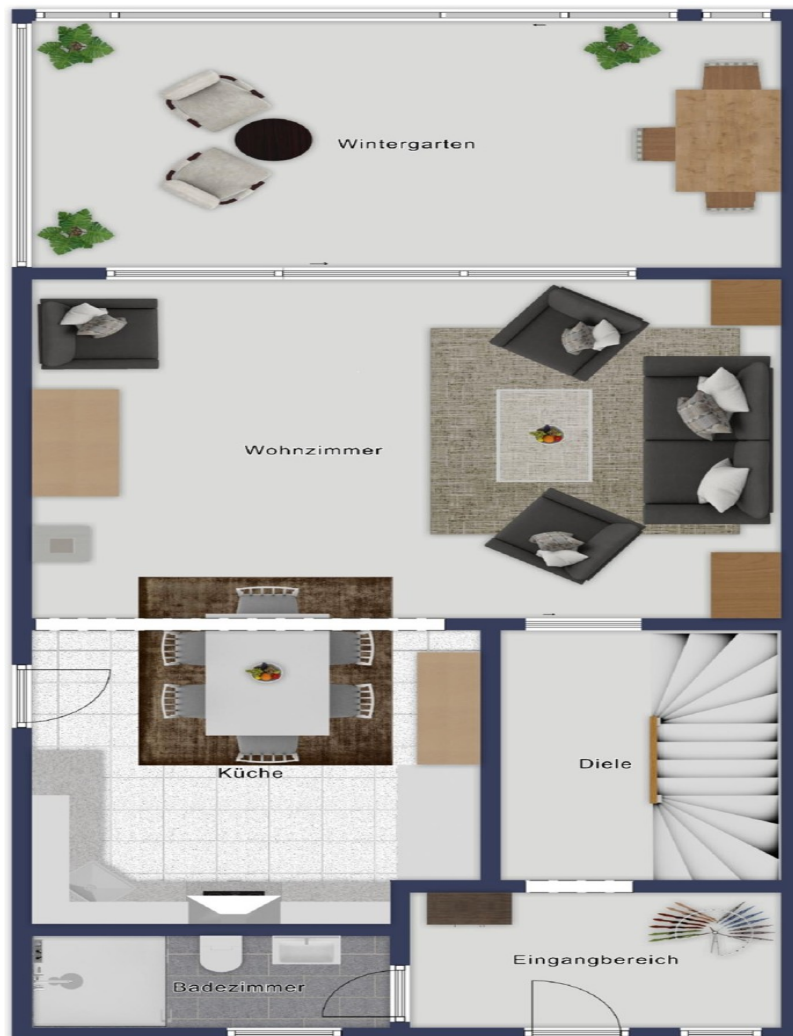 Wintergarten
Wohnzimmer
Küche
Diele
Eingangbereich
Badezimmer